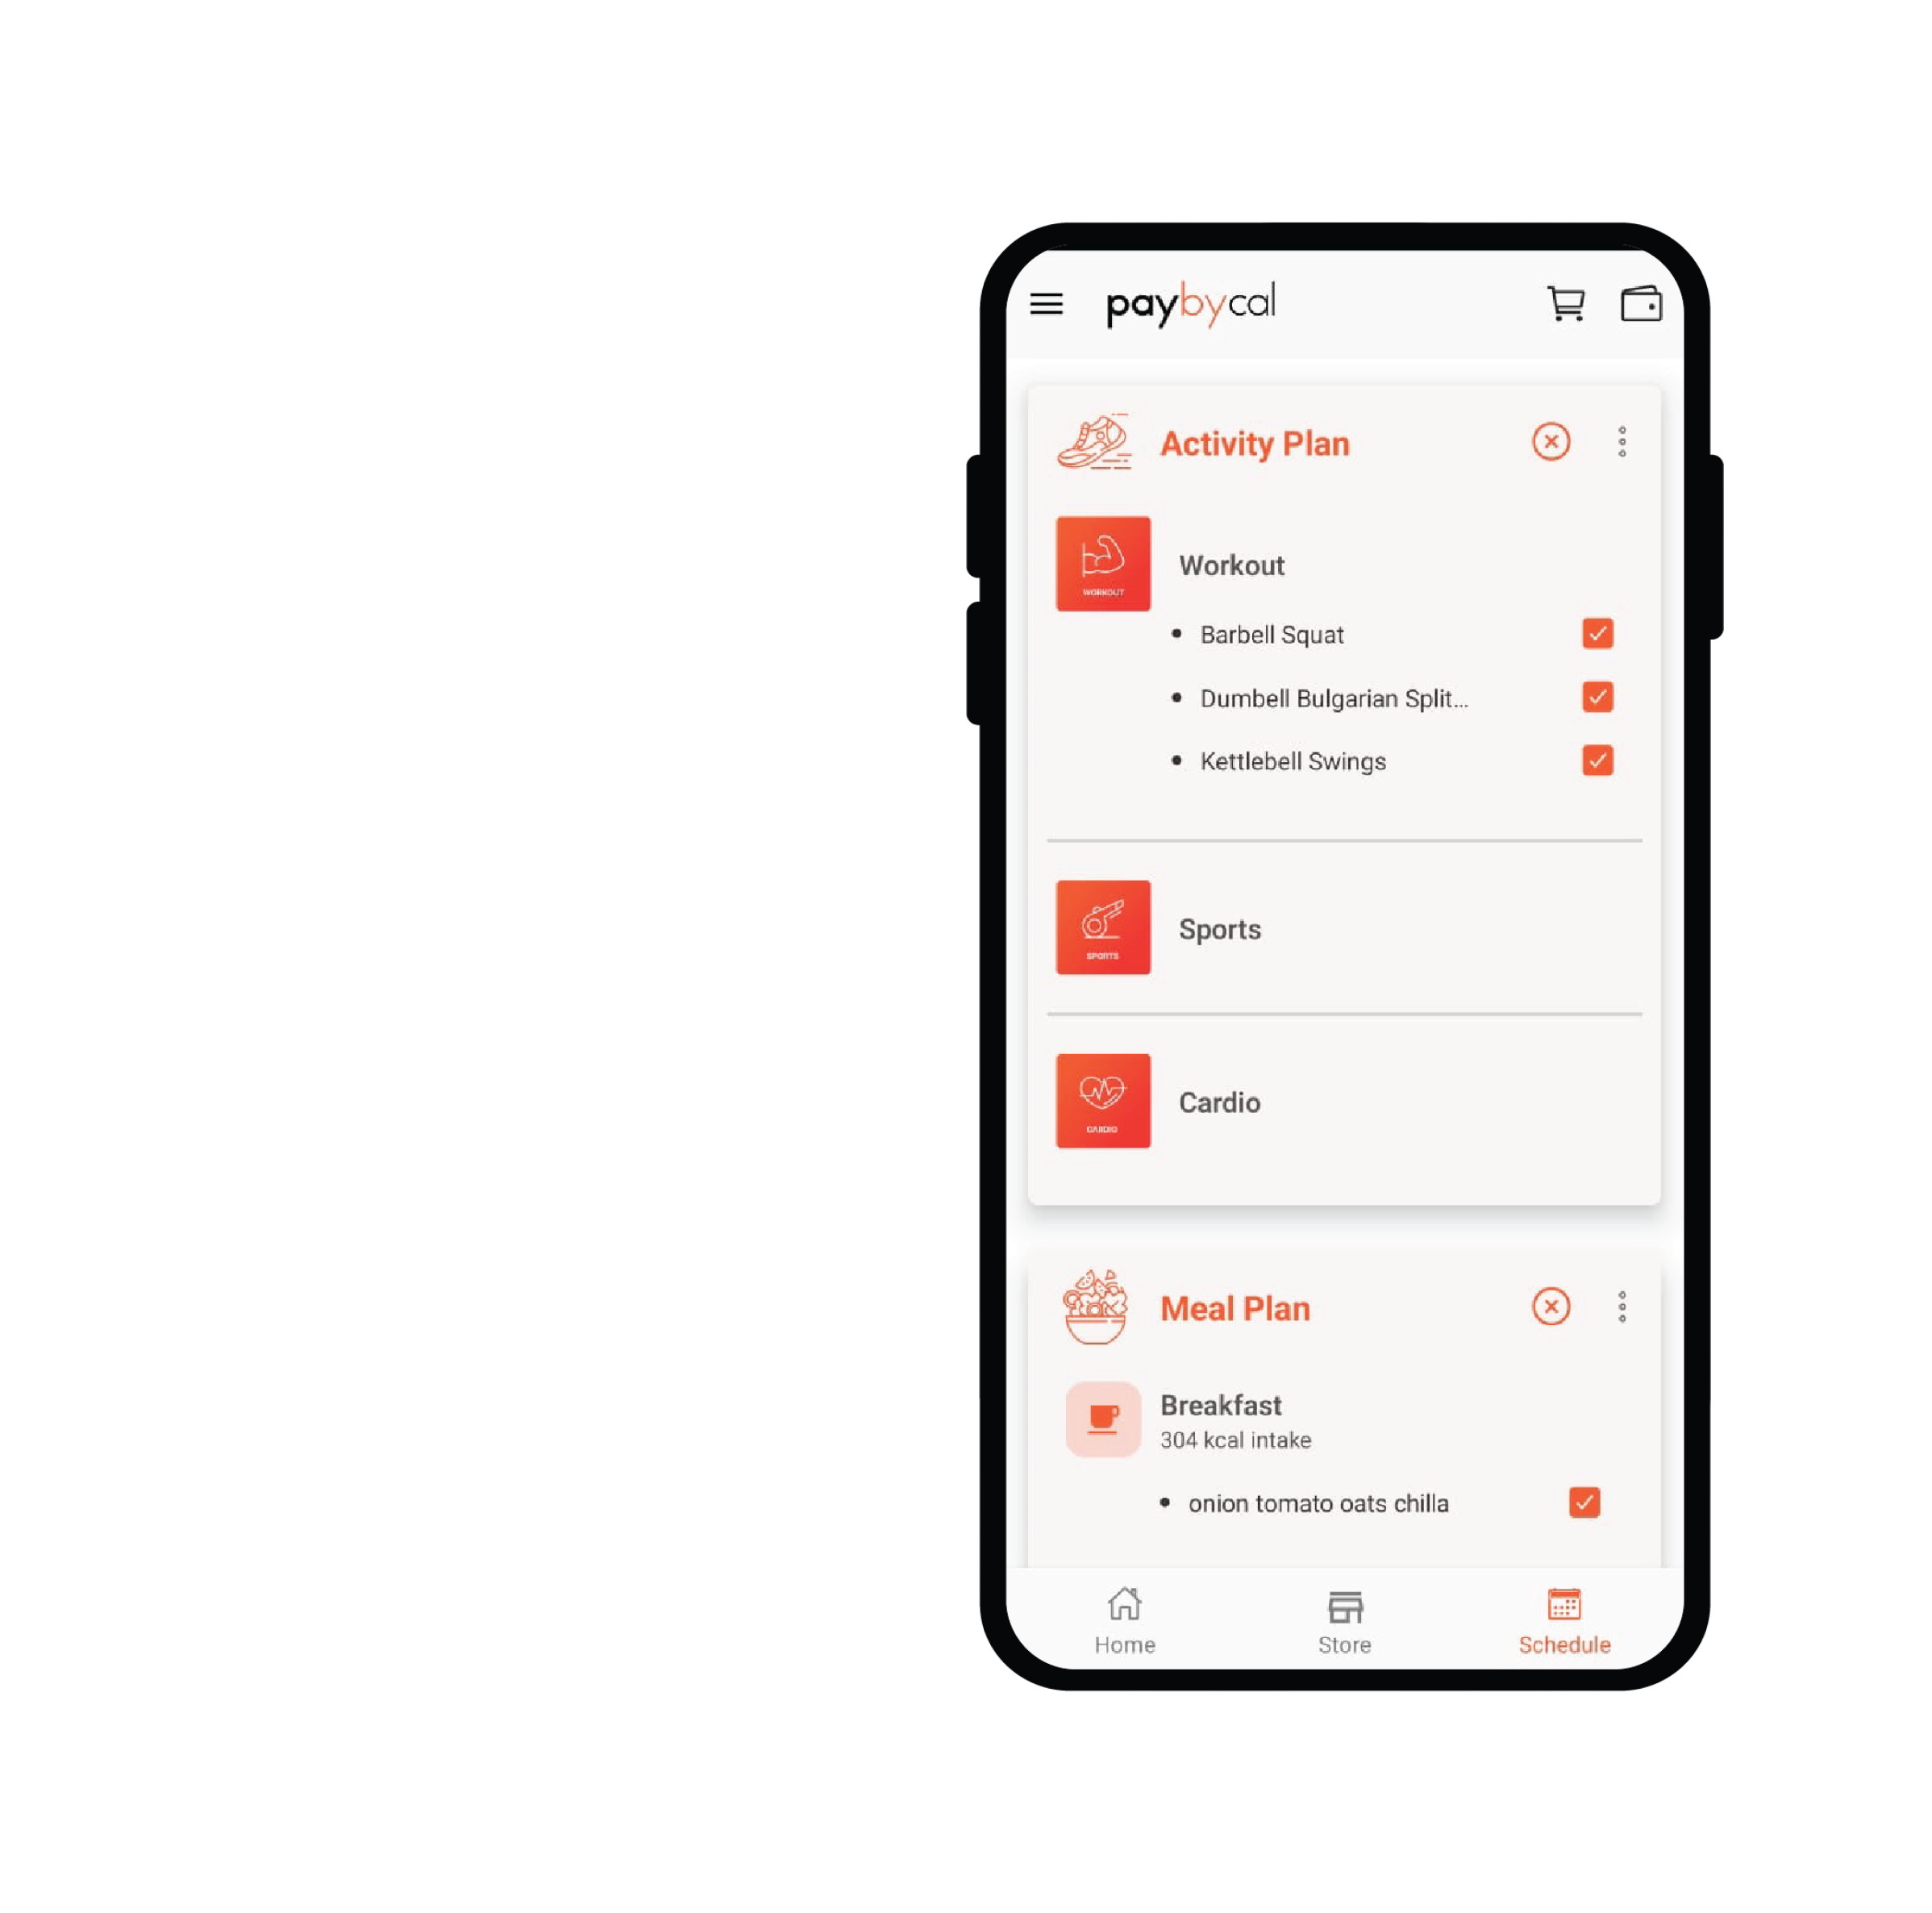 paybycal
Activity Plan
WORKOUT
Workout
Barbell Squat
Dumbell Bulgarian Split...
Kettlebell Swings
SPORTS
Sports
CARDIO
Cardio
Meal Plan
Breakfast
304 kcal intake
onion tomato oats chilla
Home
Store
Schedule